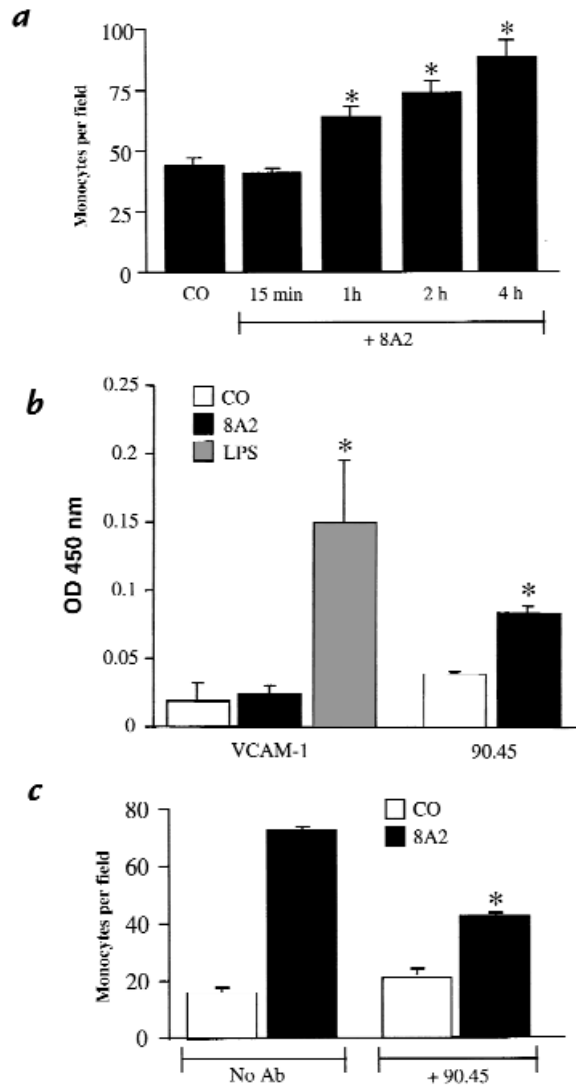 a
Monocytes per field
100
75
50
25
0
* * *
CO 15 min 1h 2 h 4 h
+ 8A2
b
OD 450 nm
0.25
0.2
0.15
0.1
0.05
0
CO
8A2
LPS
*
*
VCAM-1 90.45
c
Monocytes per field
80
60
40
20
0
CO
8A2
*
No Ab + 90.45